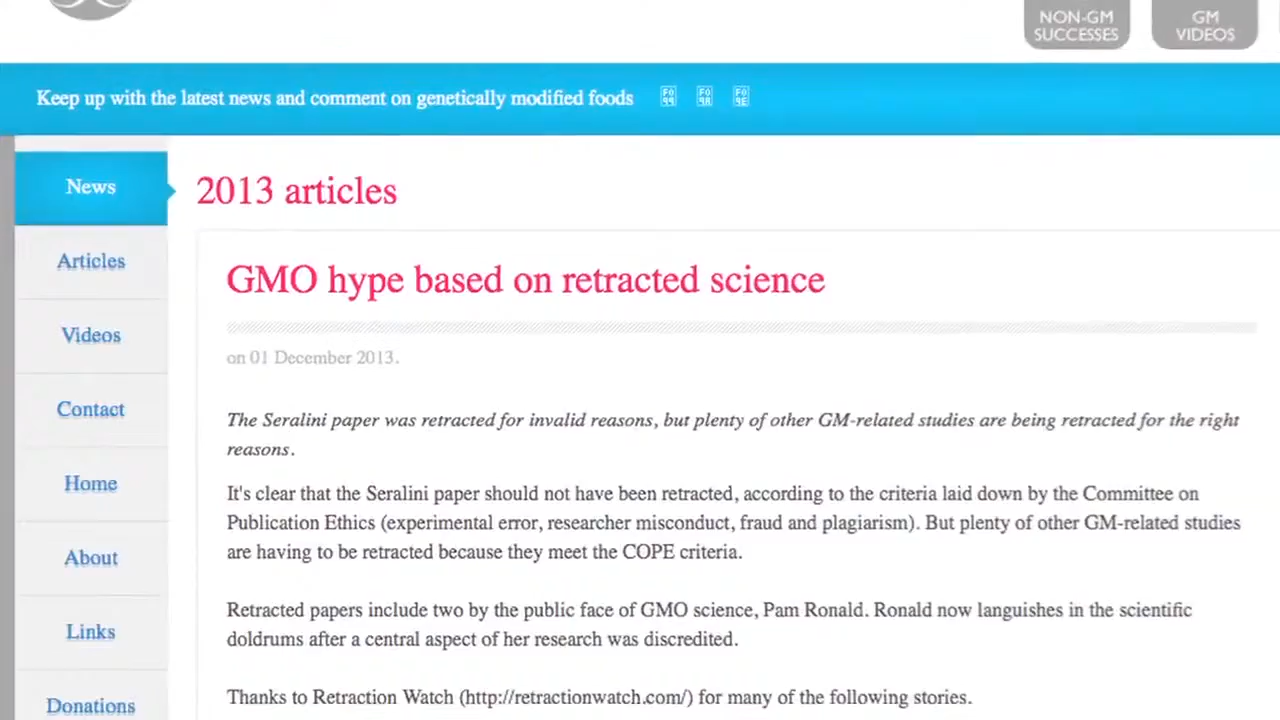 NON-GM
SUCCESSES
GM
VIDEOS
Keep up with the latest news and comment on genetically modified foods
News
Articles
Videos
Contact
Home
About
Links
Donations
2013 articles
GMO hype based on retracted science
on 01 December 2013.
The Seralini paper was retracted for invalid reasons, but plenty of other GM-related studies are being retracted for the right
reasons.
It's clear that the Seralini paper should not have been retracted, according to the criteria laid down by the Committee on
Publication Ethics (experimental error, researcher misconduct, fraud and plagiarism). But plenty of other GM-related studies
are having to be retracted because they meet the COPE criteria.
Retracted papers include two by the public face of GMO science, Pam Ronald. Ronald now languishes in the scientific
doldrums after a central aspect of her research was discredited.
Thanks to Retraction Watch (http://retractionwatch.com/) for many of the following stories.